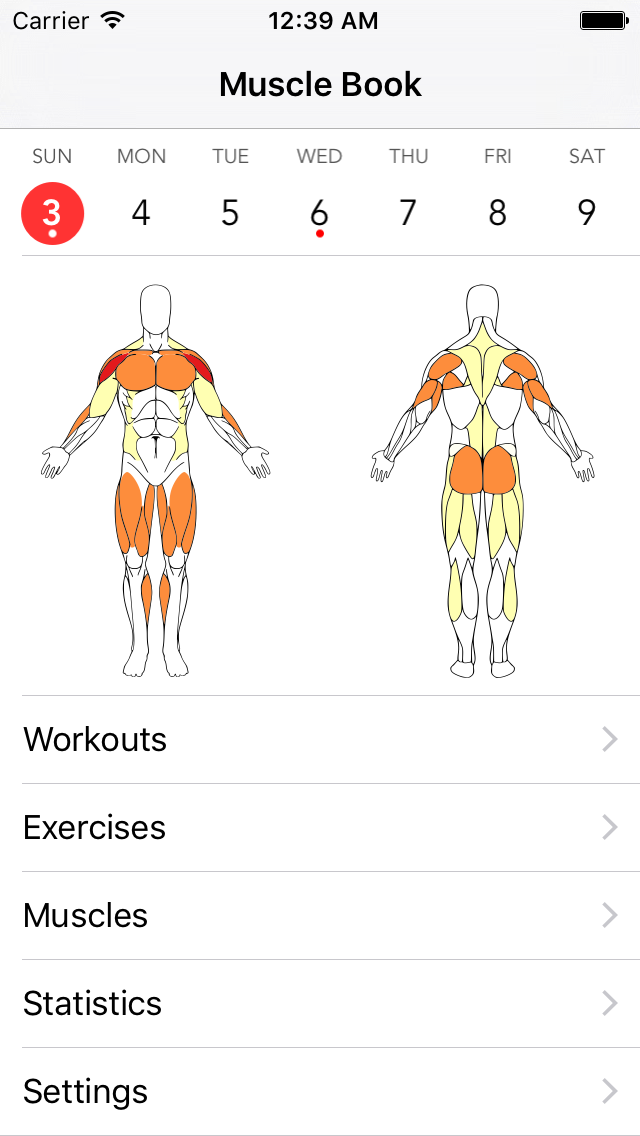 Carrier 12:39 AM
Muscle Book
SUN MON TUE WED THU FRI SAT
3 4 5 6 7 8 9
Workouts
Exercises
Muscles
Statistics
Settings